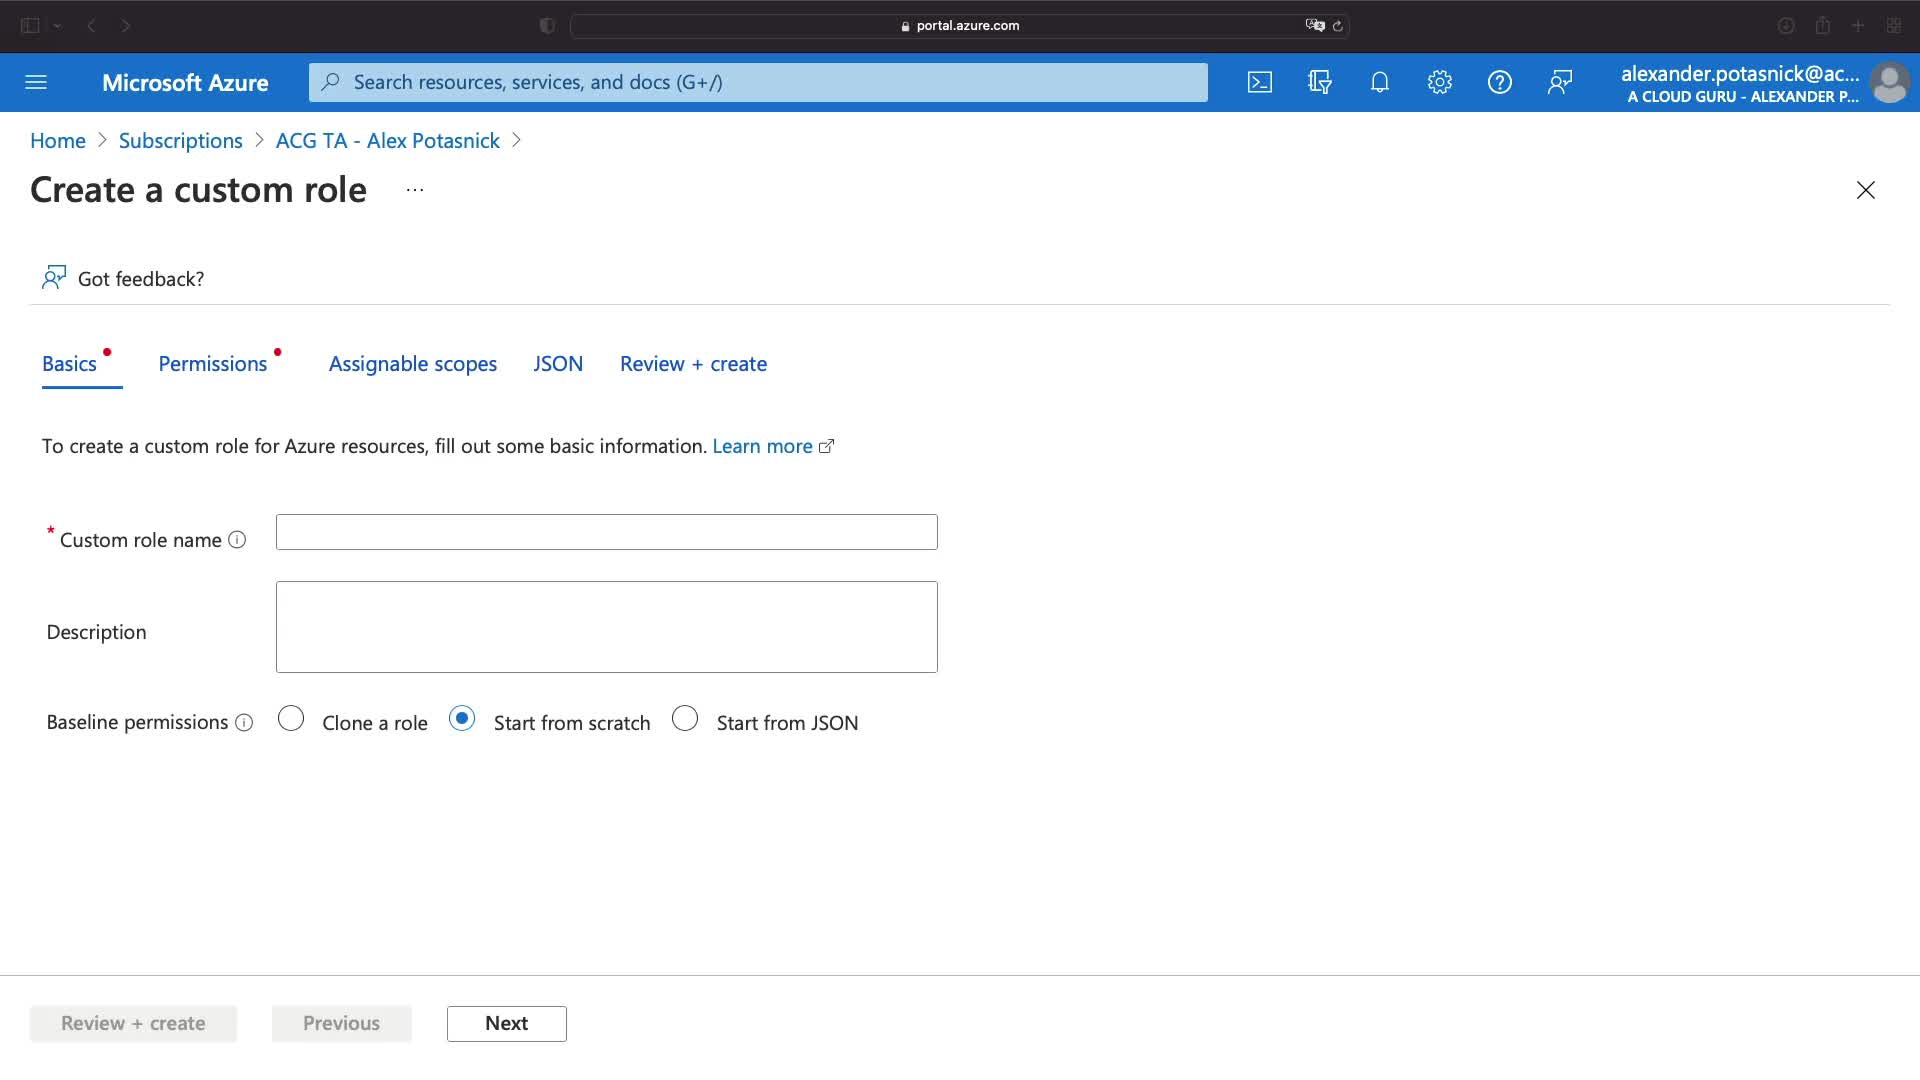 portal.azure.com
Microsoft Azure
Search resources, services, and docs (G+/)
alexander.potasnick@ac...
A CLOUD GURU - ALEXANDER P...
Home > Subscriptions > ACG TA - Alex Potasnick >
Create a custom role ...
Got feedback?
Basics Permissions Assignable scopes JSON Review + create
To create a custom role for Azure resources, fill out some basic information. Learn more
* Custom role name
Description
Baseline permissions Clone a role Start from scratch Start from JSON
Review + create Previous Next